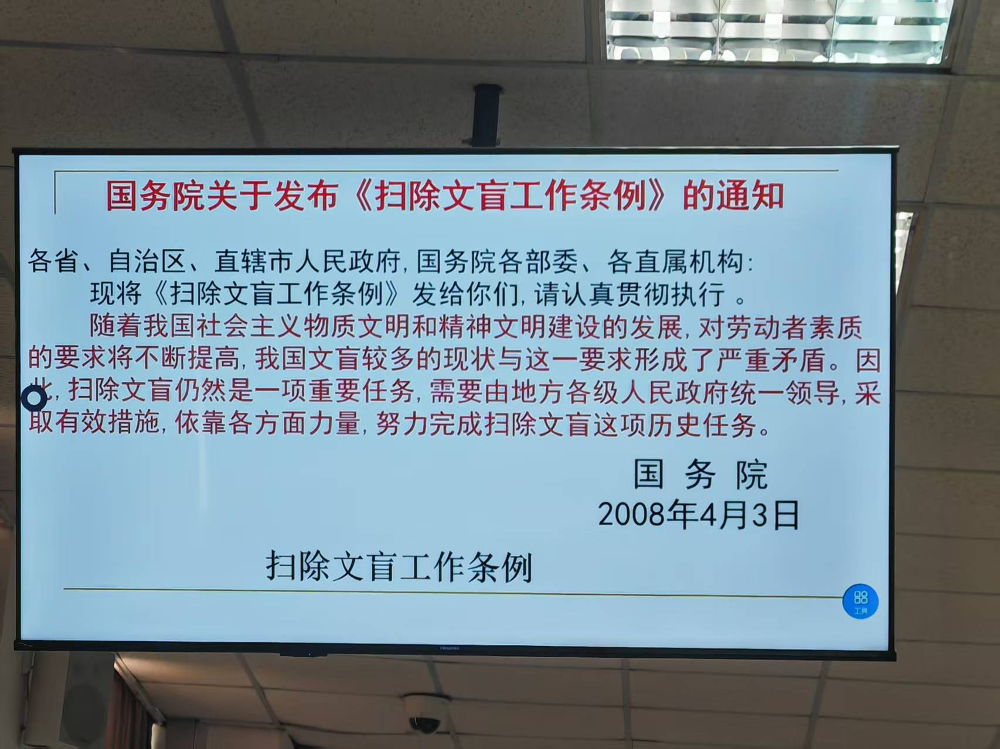 国务院关于发布《扫除文盲工作条例》的通知
各省、自治区、直辖市人民政府,国务院各部委、各直属机构:
现将《扫除文盲工作条例》发给你们,请认真贯彻执行 。
随着我国社会主义物质文明和精神文明建设的发展,对劳动者素质
的要求将不断提高,我国文盲较多的现状与这一要求形成了严重矛盾。因
此,扫除文盲仍然是一项重要任务,需要由地方各级人民政府统一领导,采
取有效措施,依靠各方面力量,努力完成扫除文盲这项历史任务。
国 务 院
2008年4月3日
扫除文盲工作条例
工具